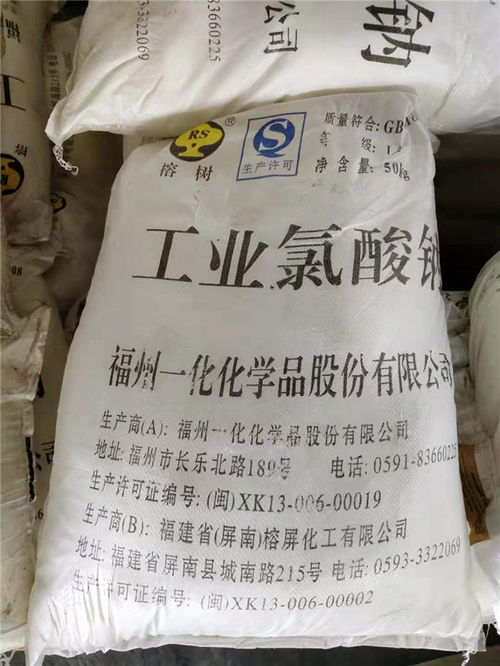 钠
公司
83660225
3322069
RS
®
榕树
生产许可
质量符合: GB
等 级:
净含量: 50kg
工业氯酸钠
福州一化化学品股份有限公司
生产商(A): 福州一化化学品股份有限公司
地址: 福州市长乐北路189号 电话: 0591-83660225
生产许可证编号: (闽)XK13-006-00019
生产商(B): 福建省(屏南)榕屏化工有限公司
地址: 福建省屏南县城南路215号 电话: 0593-3322069
生产许可证编号: (闽)XK13-006-00002